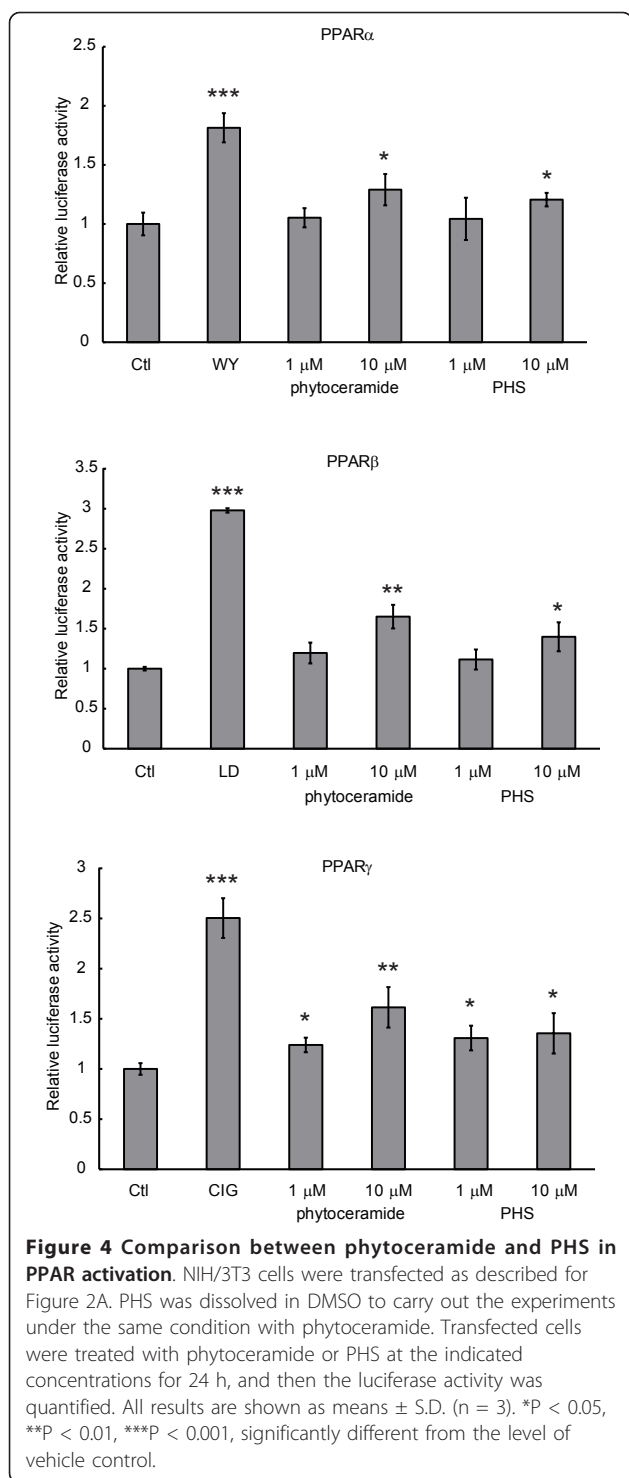 PPARα
2.5
***
2
Relative luciferase activity
* *
1.5
1
0.5
0
Ctl WY 1 μM 10 μM 1 μM 10 μM
phytoceramide PHS
PPARβ
3.5
***
3
2.5
Relative luciferase activity
2
**
*
1.5
1
0.5
0
Ctl LD 1 μM 10 μM 1 μM 10 μM
phytoceramide PHS
PPARγ
3
***
2.5
Relative luciferase activity
2
**
* * *
1.5
1
0.5
0
Ctl CIG 1 μM 10 μM 1 μM 10 μM
phytoceramide PHS
Figure 4 Comparison between phytoceramide and PHS in
PPAR activation. NIH/3T3 cells were transfected as described for
Figure 2A. PHS was dissolved in DMSO to carry out the experiments
under the same condition with phytoceramide. Transfected cells
were treated with phytoceramide or PHS at the indicated
concentrations for 24 h, and then the luciferase activity was
quantified. All results are shown as means ± S.D. (n = 3). *P < 0.05,
**P < 0.01, ***P < 0.001, significantly different from the level of
vehicle control.